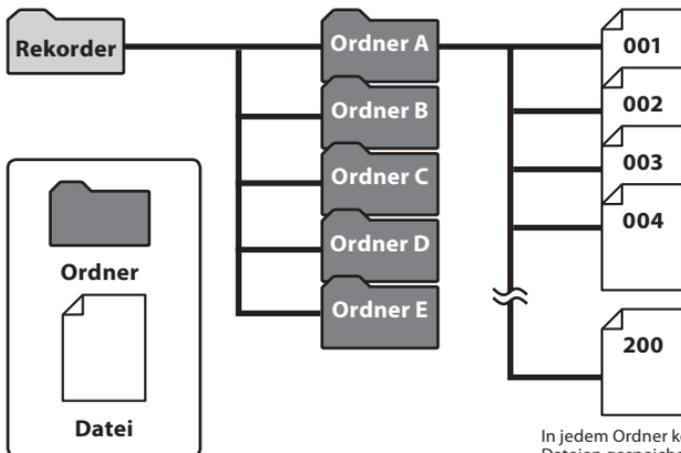 Rekorder
Ordner A
Ordner B
Ordner C
Ordner D
Ordner E
001
002
003
004
200
Ordner
Datei
In jedem Ordner